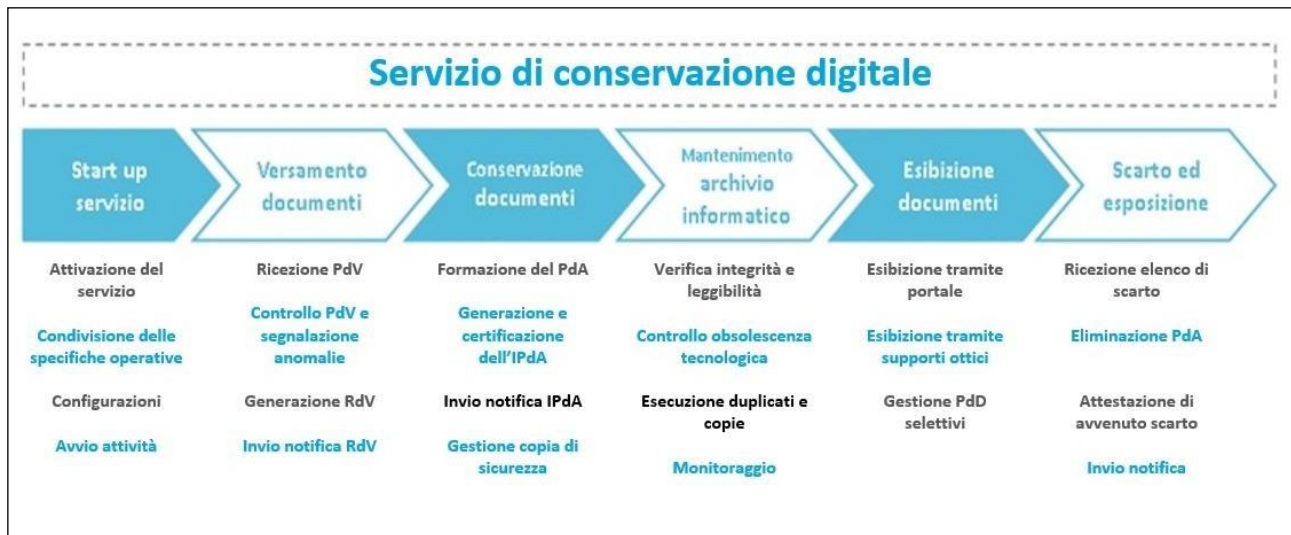 Servizio di conservazione digitale
Start up
servizio
Versamento
documenti
Conservazione
documenti
Mantenimento
archivio
informatico
Esibizione
documenti
Scarto ed
esposizione
Attivazione del
servizio
Condivisione delle
specifiche operative
Configurazioni
Avvio attività
Ricezione PdV
Controllo PdV e
segnalazione
anomalie
Generazione RdV
Invio notifica RdV
Formazione del PdA
Generazione e
certificazione
dell'IPdA
Invio notifica IPdA
Gestione copia di
sicurezza
Verifica integrità e
leggibilità
Controllo obsolescenza
tecnologica
Esecuzione duplicati e
copie
Monitoraggio
Esibizione tramite
portale
Esibizione tramite
supporti ottici
Gestione PdD
selettivi
Ricezione elenco di
scarto
Eliminazione PdA
Attestazione di
avvenuto scarto
Invio notifica